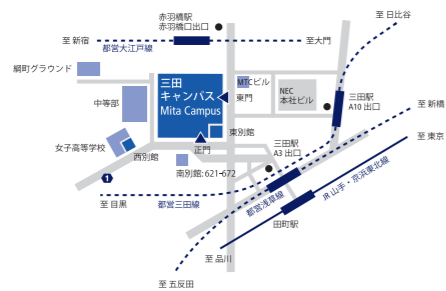 赤羽橋駅
赤羽橋口出口
至 日比谷
至 新宿
都営大江戸線
至 大門
綱町グラウンド
三田
キャンパス
Mita Campus
MTCビル
東門
NEC
本社ビル
中等部
三田駅
A10 出口
至 新橋
東別館
正門
三田駅
A3 出口
至 東京
女子高等学校
西別館
南別館:621-672
1
都営浅草線
JR 山手・京浜東北線
至 目黒
都営三田線
田町駅
至 品川
至 五反田